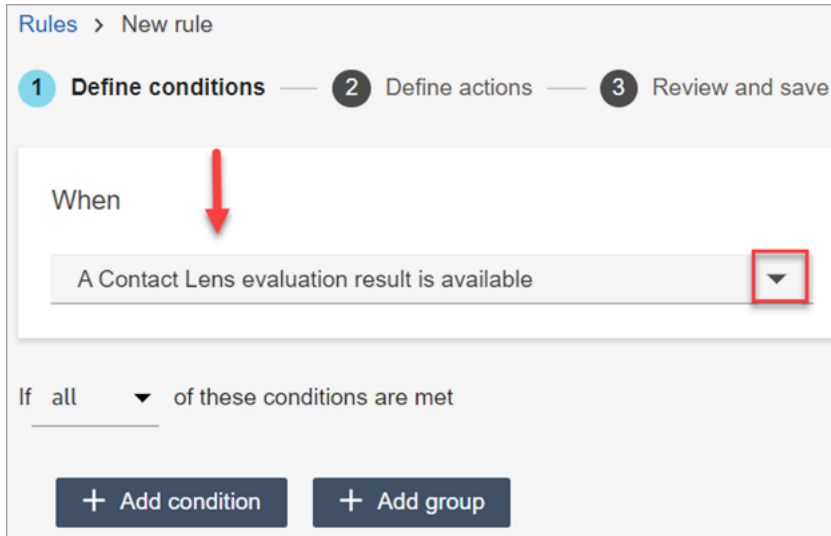 Rules > New rule
1 Define conditions — 2 Define actions — 3 Review and save
When
A Contact Lens evaluation result is available
If all of these conditions are met
+ Add condition + Add group